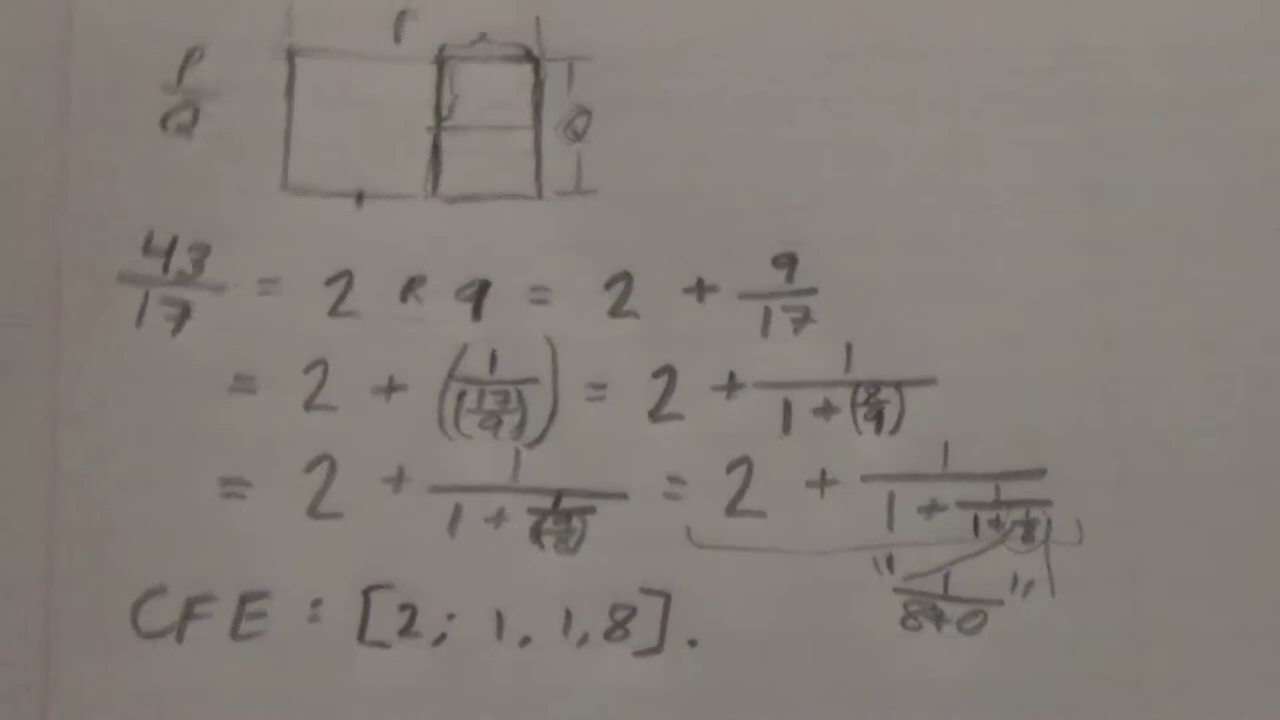 P/Q
r
Q
43/17 = 2 R 9 = 2 + 9/17
= 2 + (1/(17/9)) = 2 + 1/(1 + (8/9))
= 2 + 1/(1 + 1/(9/8)) = 2 + 1/(1 + 1/(1 + 1/8))
" 1/(8+0) "
CFE : [2; 1, 1, 8].